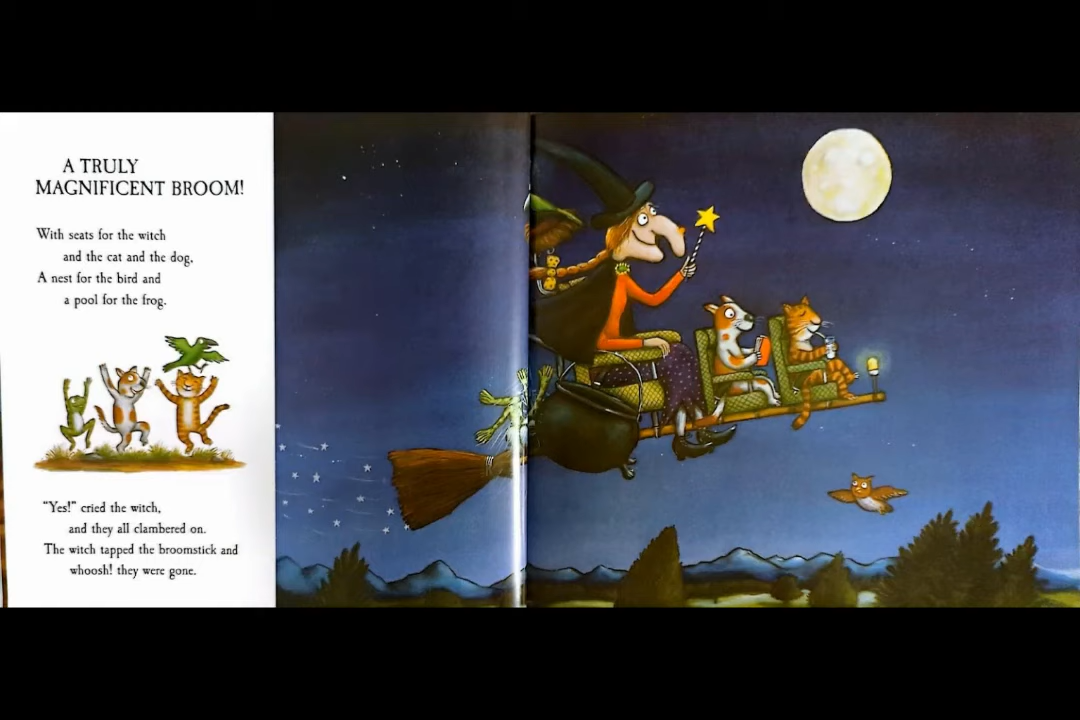 A TRULY
MAGNIFICENT BROOM!
With seats for the witch
and the cat and the dog,
A nest for the bird and
a pool for the frog.
"Yes!" cried the witch,
and they all clambered on.
The witch tapped the broomstick and
whoosh! they were gone.